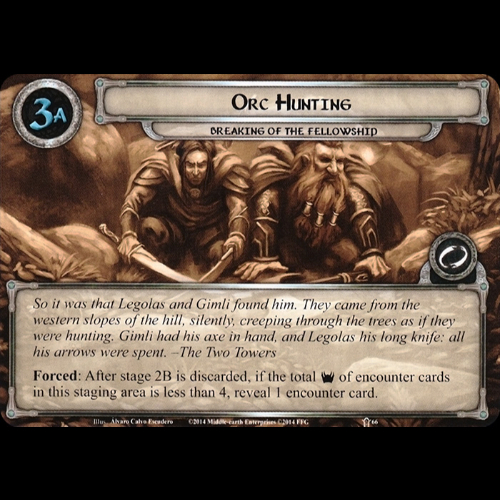 3A
ORC HUNTING
BREAKING OF THE FELLOWSHIP
So it was that Legolas and Gimli found him. They came from the
western slopes of the hill, silently, creeping through the trees as if they
were hunting. Gimli had his axe in hand, and Legolas his long knife: all
his arrows were spent. –The Two Towers
Forced: After stage 2B is discarded, if the total of encounter cards
in this staging area is less than 4, reveal 1 encounter card.
Illus. Álvaro Calvo Escudero ©2014 Middle-earth Enterprises ©2014 FFG 66